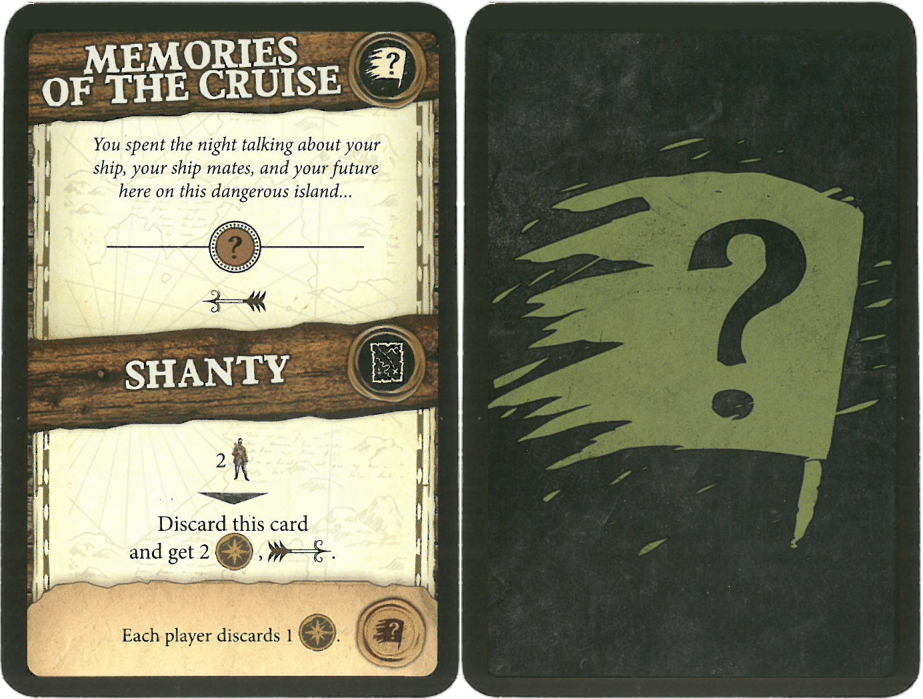 MEMORIES
OF THE CRUISE
?
You spent the night talking about your
ship, your ship mates, and your future
here on this dangerous island...
?
SHANTY
2
Discard this card
and get 2 , .
Each player discards 1 .
?
?